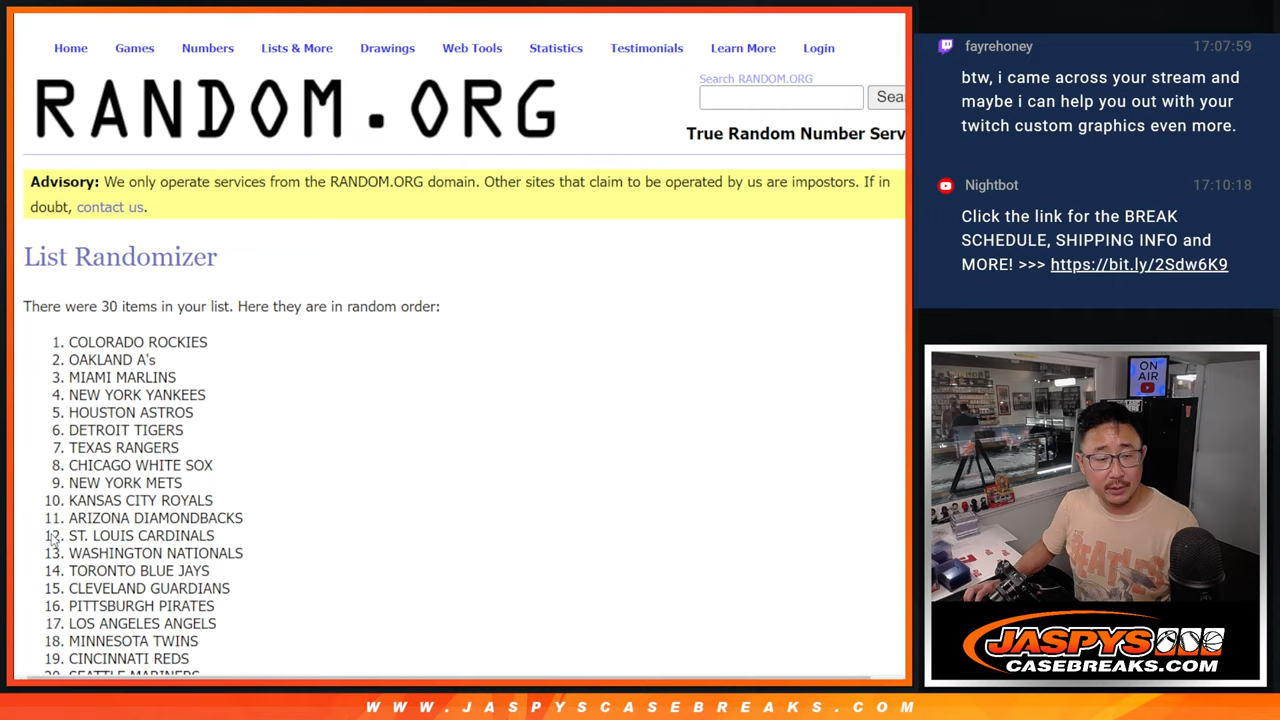 Home Games Numbers Lists & More Drawings Web Tools Statistics Testimonials Learn More Login
RANDOM.ORG
Search RANDOM.ORG
Sea
True Random Number Serv
Advisory: We only operate services from the RANDOM.ORG domain. Other sites that claim to be operated by us are impostors. If in
doubt, contact us.
List Randomizer
There were 30 items in your list. Here they are in random order:
1. COLORADO ROCKIES
2. OAKLAND A's
3. MIAMI MARLINS
4. NEW YORK YANKEES
5. HOUSTON ASTROS
6. DETROIT TIGERS
7. TEXAS RANGERS
8. CHICAGO WHITE SOX
9. NEW YORK METS
10. KANSAS CITY ROYALS
11. ARIZONA DIAMONDBACKS
12. ST. LOUIS CARDINALS
13. WASHINGTON NATIONALS
14. TORONTO BLUE JAYS
15. CLEVELAND GUARDIANS
16. PITTSBURGH PIRATES
17. LOS ANGELES ANGELS
18. MINNESOTA TWINS
19. CINCINNATI REDS
20. SEATTLE MARINERS
fayrehoney 17:07:59
btw, i came across your stream and
maybe i can help you out with your
twitch custom graphics even more.
Nightbot 17:10:18
Click the link for the BREAK
SCHEDULE, SHIPPING INFO and
MORE! >>> https://bit.ly/2Sdw6K9
ON
AIR
BEATLES
JASPYS
CASEBREAKS.COM
WWW.JASPYSCASEBREAKS.COM